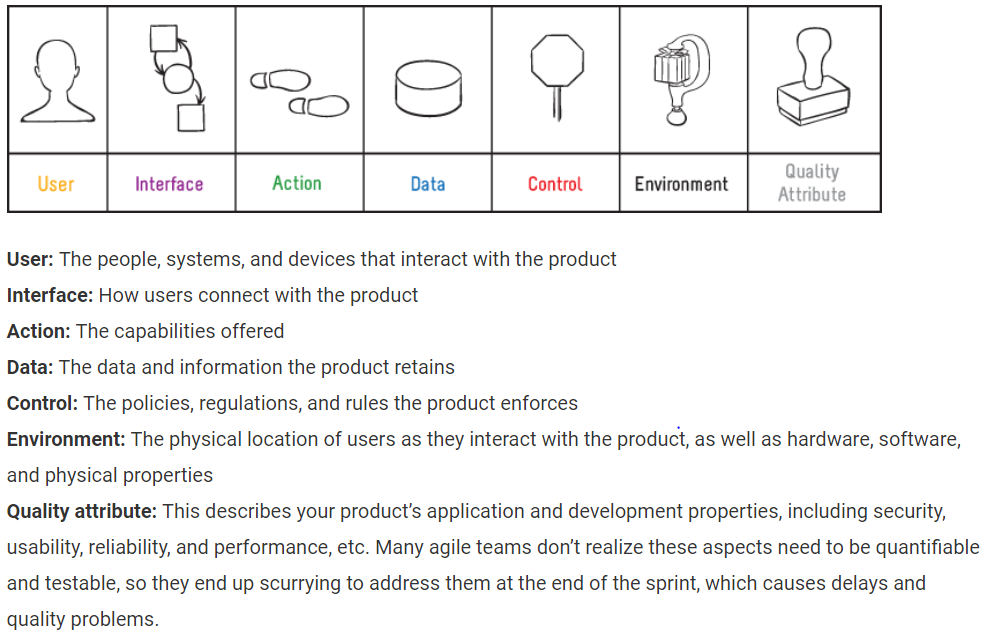 User
Interface
Action
Data
Control
Environment
Quality
Attribute
User: The people, systems, and devices that interact with the product
Interface: How users connect with the product
Action: The capabilities offered
Data: The data and information the product retains
Control: The policies, regulations, and rules the product enforces
Environment: The physical location of users as they interact with the product, as well as hardware, software,
and physical properties
Quality attribute: This describes your product’s application and development properties, including security,
usability, reliability, and performance, etc. Many agile teams don’t realize these aspects need to be quantifiable
and testable, so they end up scurrying to address them at the end of the sprint, which causes delays and
quality problems.